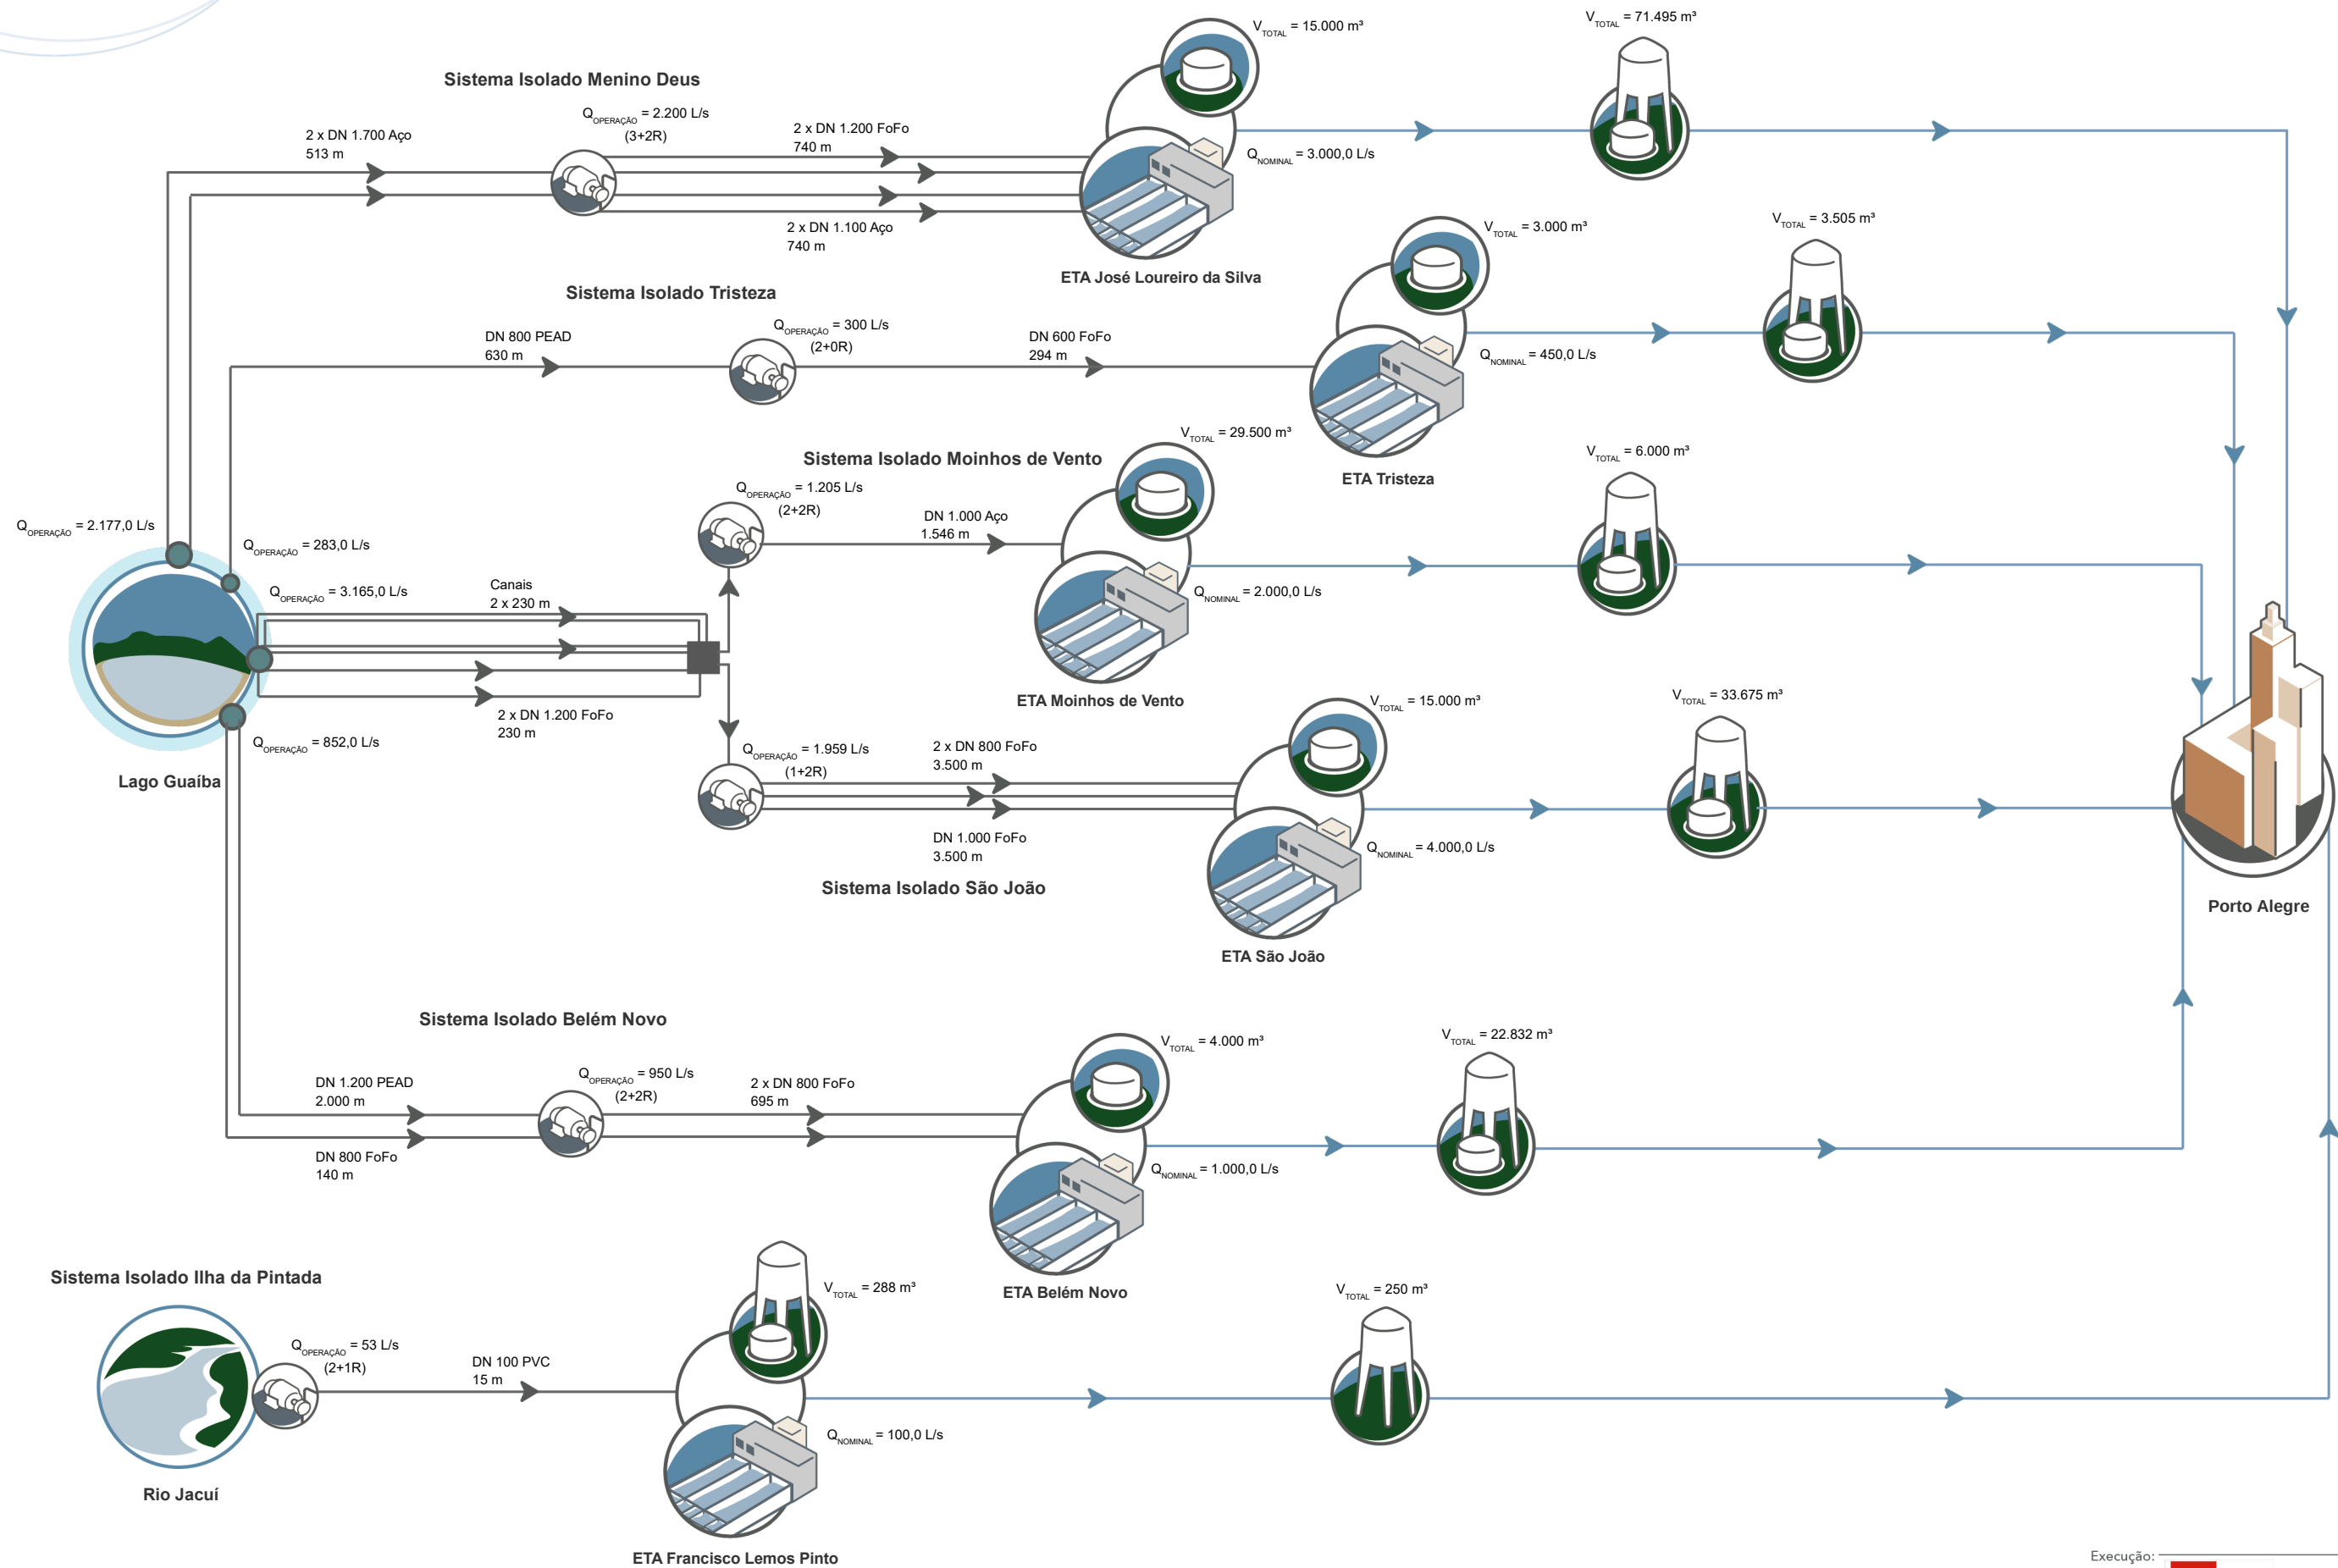 Sistema Isolado Menino Deus
2 x DN 1.700 Aço
513 m
QOPERAÇÃO = 2.200 L/s
(3+2R)
2 x DN 1.200 FoFo
740 m
2 x DN 1.100 Aço
740 m
VTOTAL = 15.000 m³
QNOMINAL = 3.000,0 L/s
ETA José Loureiro da Silva
VTOTAL = 71.495 m³
Sistema Isolado Tristeza
DN 800 PEAD
630 m
QOPERAÇÃO = 300 L/s
(2+0R)
DN 600 FoFo
294 m
VTOTAL = 3.000 m³
QNOMINAL = 450,0 L/s
ETA Tristeza
VTOTAL = 3.505 m³
Sistema Isolado Moinhos de Vento
QOPERAÇÃO = 1.205 L/s
(2+2R)
DN 1.000 Aço
1.546 m
VTOTAL = 29.500 m³
QNOMINAL = 2.000,0 L/s
ETA Moinhos de Vento
VTOTAL = 6.000 m³
QOPERAÇÃO = 2.177,0 L/s
QOPERAÇÃO = 283,0 L/s
QOPERAÇÃO = 3.165,0 L/s
Canais
2 x 230 m
2 x DN 1.200 FoFo
230 m
QOPERAÇÃO = 852,0 L/s
Lago Guaíba
QOPERAÇÃO = 1.959 L/s
(1+2R)
2 x DN 800 FoFo
3.500 m
DN 1.000 FoFo
3.500 m
Sistema Isolado São João
VTOTAL = 15.000 m³
QNOMINAL = 4.000,0 L/s
ETA São João
VTOTAL = 33.675 m³
Porto Alegre
Sistema Isolado Belém Novo
DN 1.200 PEAD
2.000 m
DN 800 FoFo
140 m
QOPERAÇÃO = 950 L/s
(2+2R)
2 x DN 800 FoFo
695 m
VTOTAL = 4.000 m³
QNOMINAL = 1.000,0 L/s
ETA Belém Novo
VTOTAL = 22.832 m³
Sistema Isolado Ilha da Pintada
QOPERAÇÃO = 53 L/s
(2+1R)
DN 100 PVC
15 m
Rio Jacuí
VTOTAL = 288 m³
QNOMINAL = 100,0 L/s
ETA Francisco Lemos Pinto
VTOTAL = 250 m³
Execução: